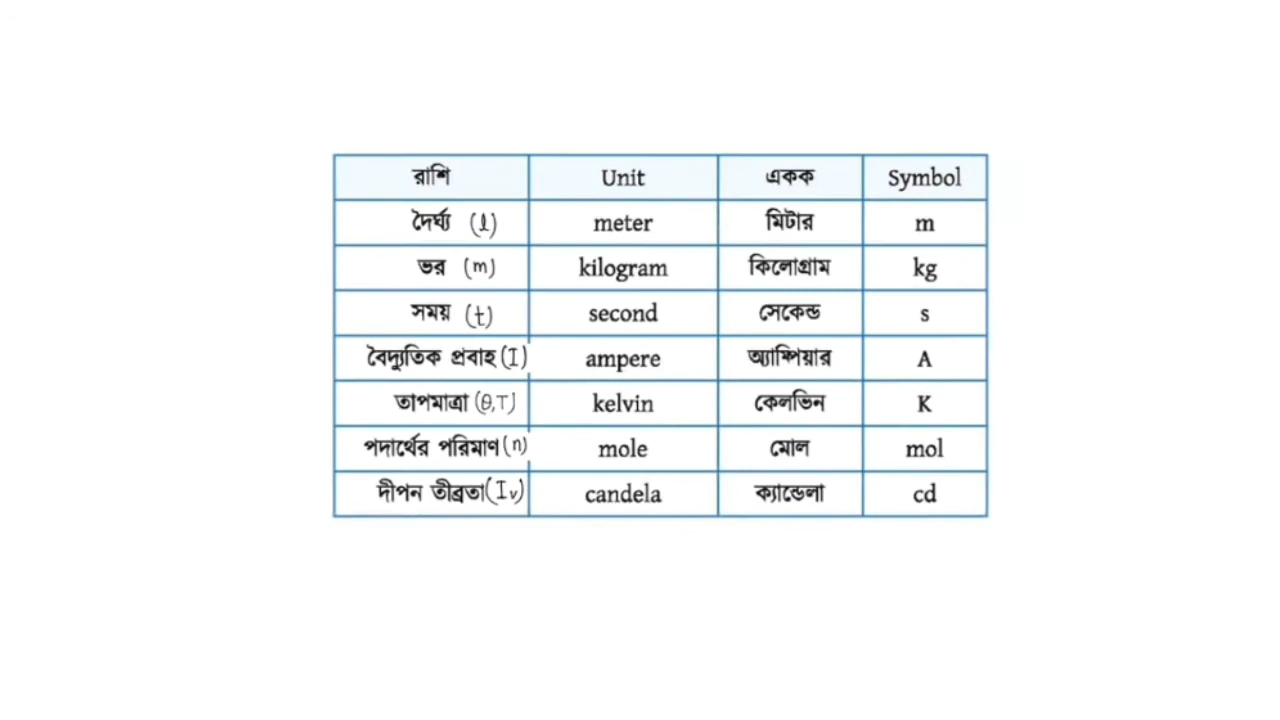 রাশি Unit একক Symbol
দৈর্ঘ্য (l) meter মিটার m
ভর (m) kilogram কিলোগ্রাম kg
সময় (t) second সেকেন্ড s
বৈদ্যুতিক প্রবাহ (I) ampere অ্যাম্পিয়ার A
তাপমাত্রা (θ,T) kelvin কেলভিন K
পদার্থের পরিমাণ (n) mole মোল mol
দীপন তীব্রতা (Iv) candela ক্যান্ডেলা cd